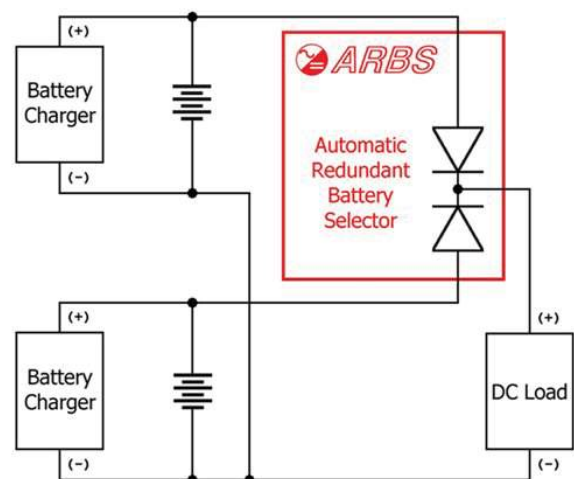 (+)
Battery
Charger
(-)
ARBS
Automatic
Redundant
Battery
Selector
(+)
Battery
Charger
(-)
(+)
DC Load
(-)